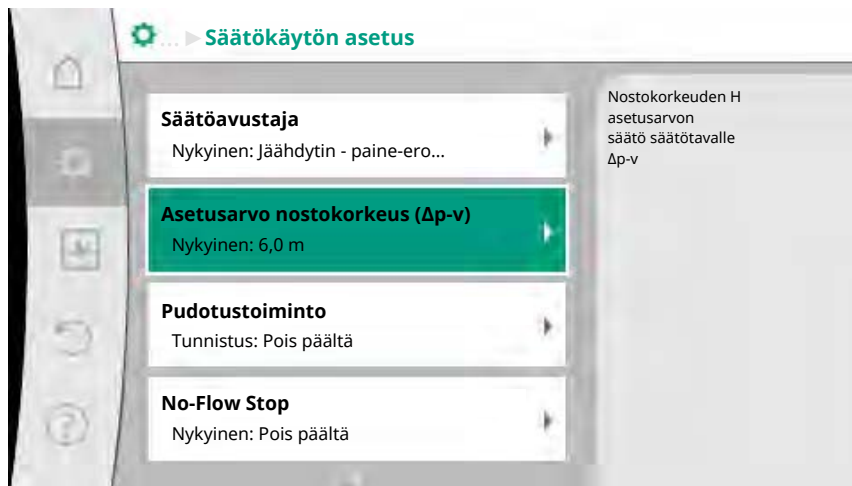 ... Säätökäytön asetus
Säätöavustaja
Nykyinen: Jäähdytin - paine-ero...
Asetusarvo nostokorkeus (Δp-v)
Nykyinen: 6,0 m
Pudotustoiminto
Tunnistus: Pois päältä
No-Flow Stop
Nykyinen: Pois päältä
Nostokorkeuden H
asetusarvon
säätö säätötavalle
Δp-v